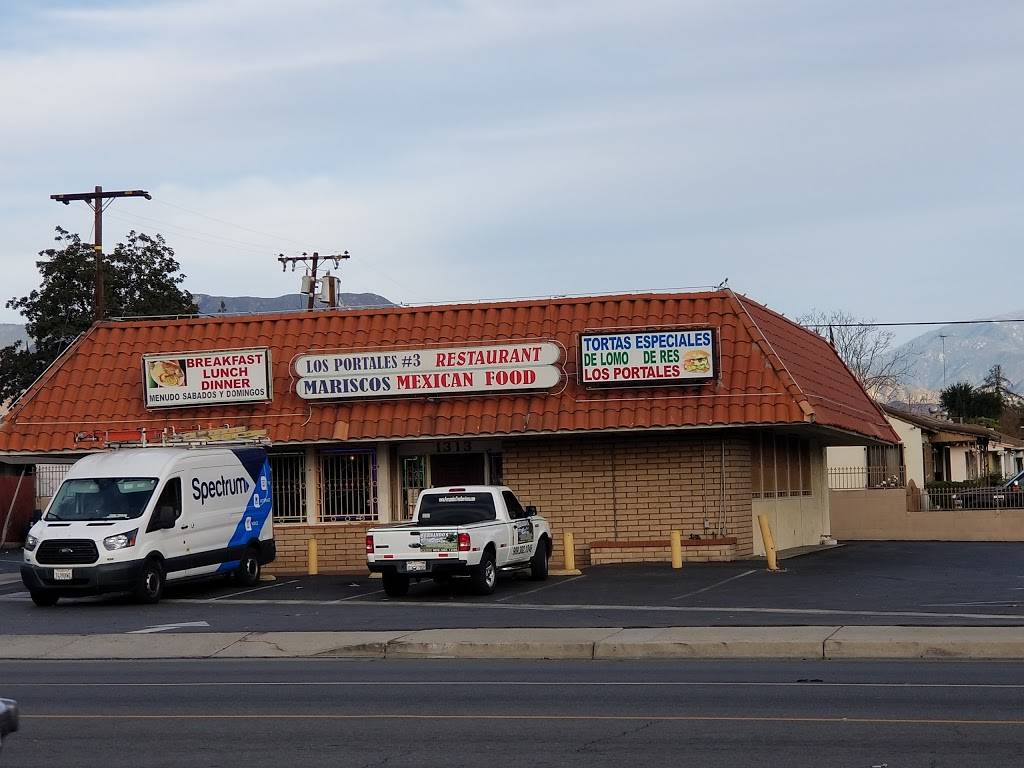 BREAKFAST
LUNCH
DINNER
MENUDO SABADOS Y DOMINGOS
LOS PORTALES #3 RESTAURANT
MARISCOS MEXICAN FOOD
TORTAS ESPECIALES
DE LOMO DE RES
LOS PORTALES
1313
Spectrum